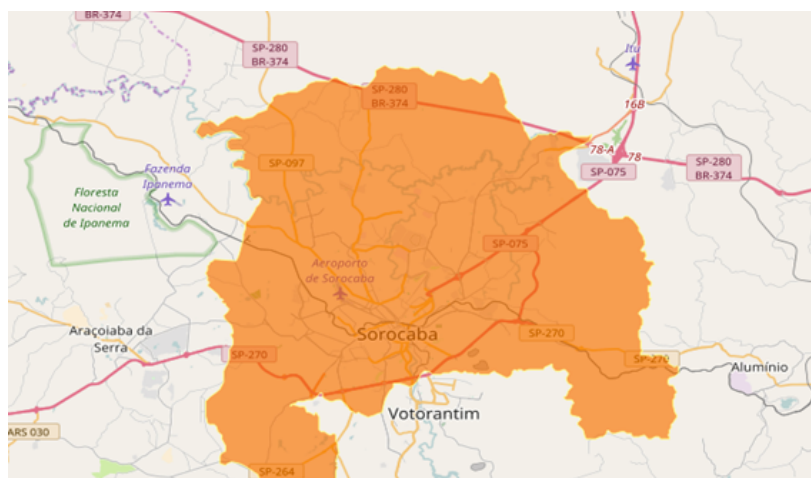 BR-374
SP-280
BR-374
Itu
SP-280
BR-374
16B
SP-097
78-A
78
SP-280
BR-374
SP-075
Fazenda
Ipanema
Floresta
Nacional
de Ipanema
SP-075
Aeroporto
de Sorocaba
Araçoiaba da
Serra
Sorocaba
SP-270
SP-270
SP-270
Alumínio
Votorantim
ARS 030
SP-264